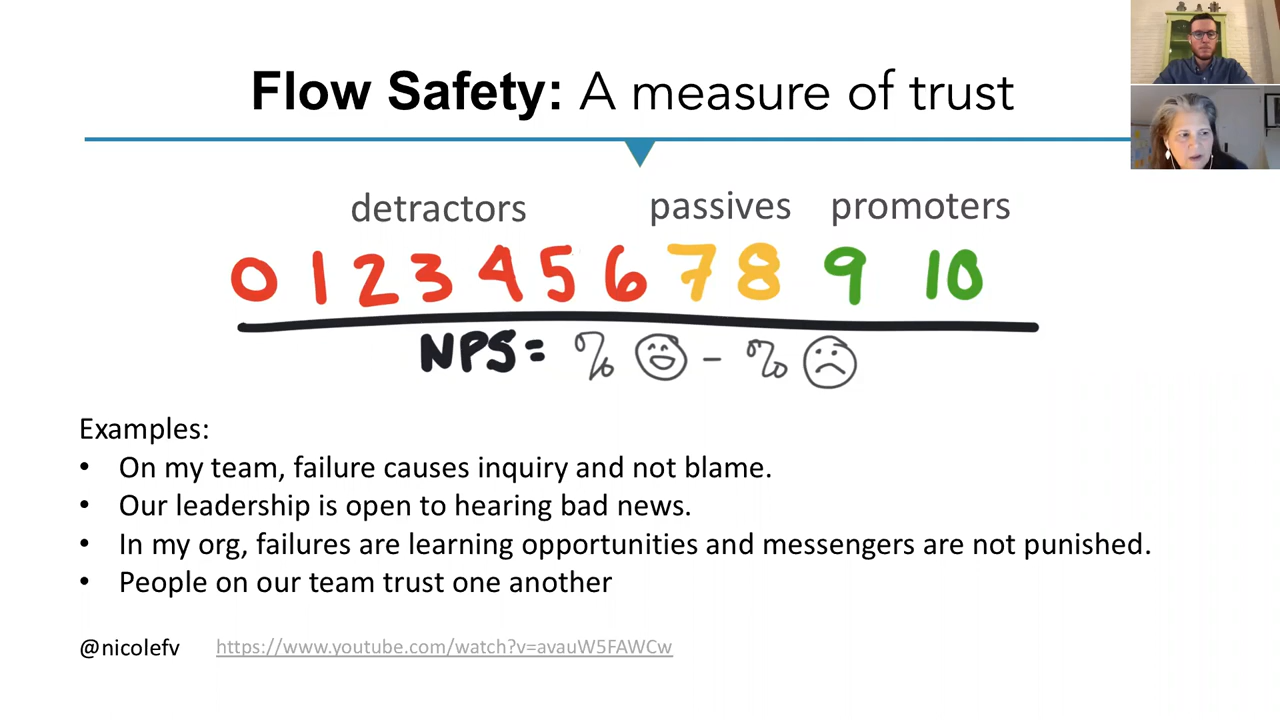 Flow Safety: A measure of trust
detractors passives promoters
0 1 2 3 4 5 6 7 8 9 10
NPS = % - %
Examples:
• On my team, failure causes inquiry and not blame.
• Our leadership is open to hearing bad news.
• In my org, failures are learning opportunities and messengers are not punished.
• People on our team trust one another
@nicolefv https://www.youtube.com/watch?v=avauW5FAWCw